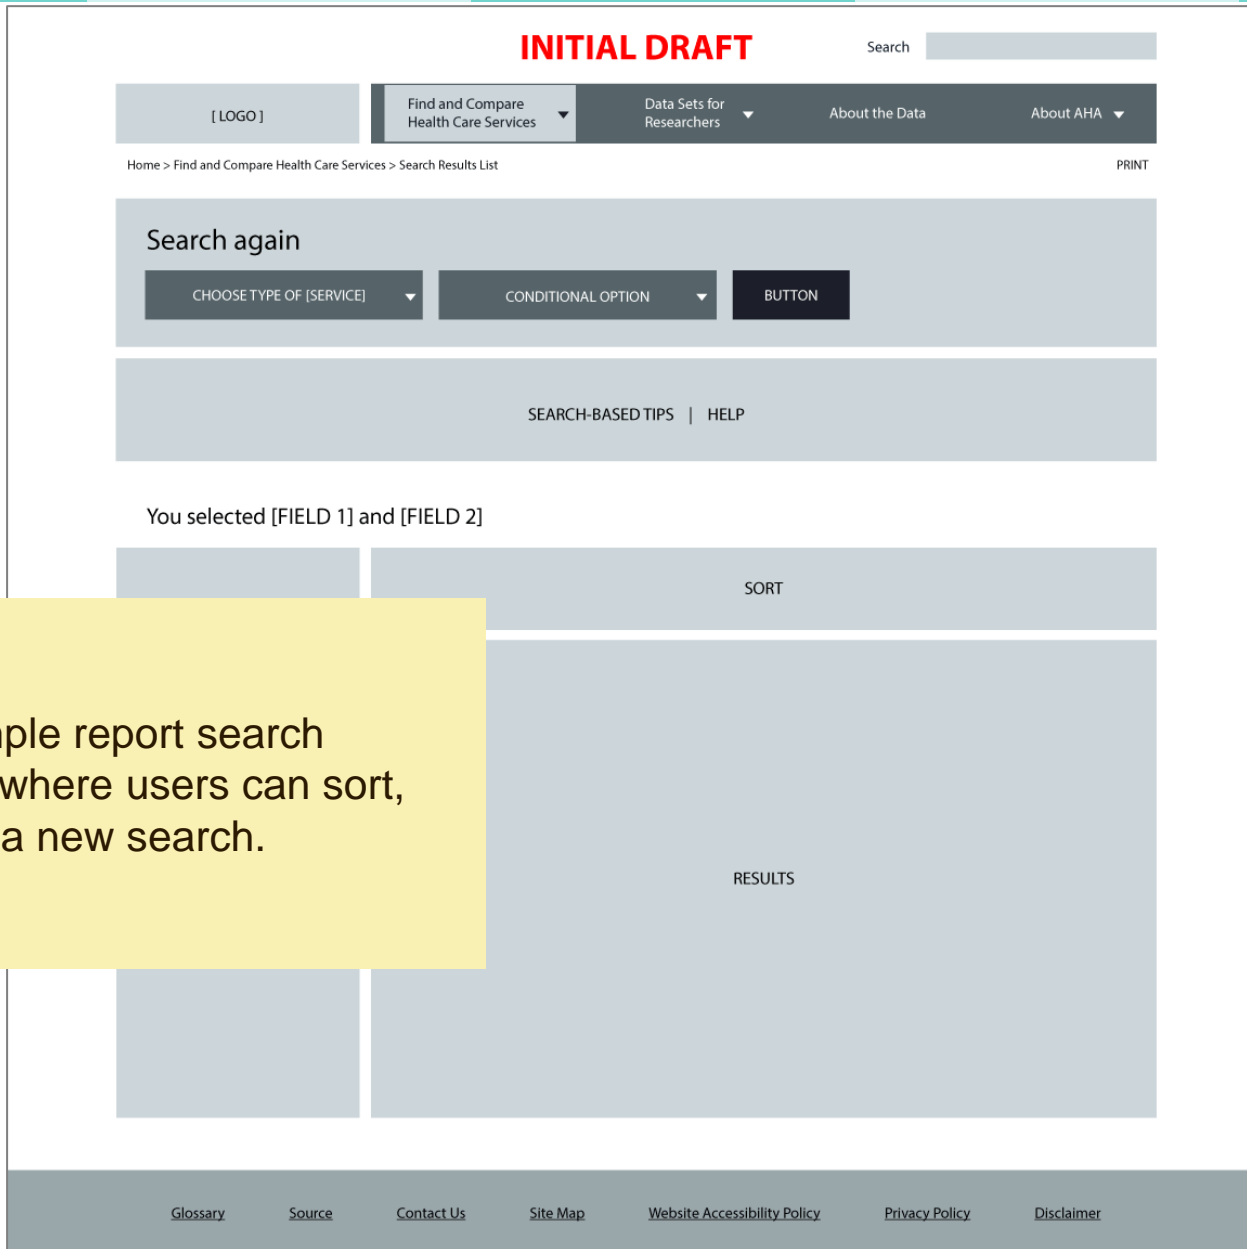 INITIAL DRAFT
Search
[ LOGO ]
Find and Compare
Health Care Services
Data Sets for
Researchers
About the Data
About AHA
Home > Find and Compare Health Care Services > Search Results List
PRINT
Search again
CHOOSE TYPE OF [SERVICE]
CONDITIONAL OPTION
BUTTON
SEARCH-BASED TIPS | HELP
You selected [FIELD 1] and [FIELD 2]
SORT
report search
where users can sort,
a new search.
RESULTS
Glossary
Source
Contact Us
Site Map
Website Accessibility Policy
Privacy Policy
Disclaimer